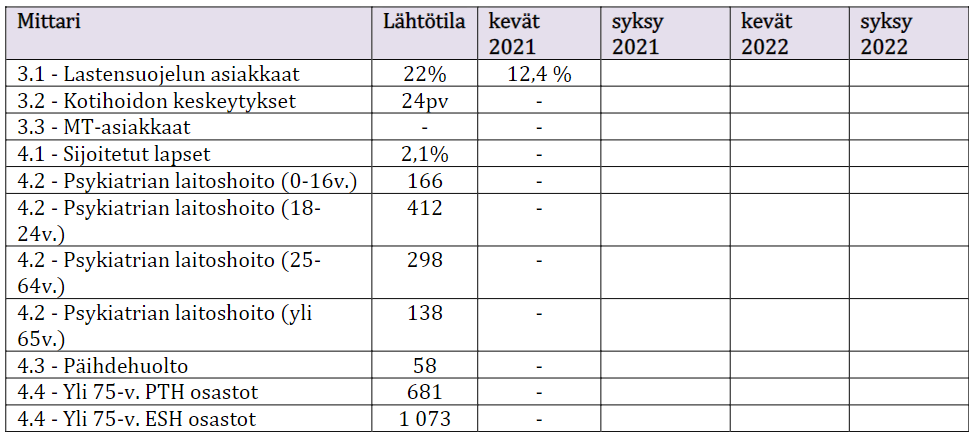 Mittari Lähtötila kevät 2021 syksy 2021 kevät 2022 syksy 2022
3.1 - Lastensuojelun asiakkaat 22% 12,4 %
3.2 - Kotihoidon keskeytykset 24pv -
3.3 - MT-asiakkaat - -
4.1 - Sijoitetut lapset 2,1% -
4.2 - Psykiatrian laitoshoito (0-16v.) 166 -
4.2 - Psykiatrian laitoshoito (18- 412 -
24v.)
4.2 - Psykiatrian laitoshoito (25- 298 -
64v.)
4.2 - Psykiatrian laitoshoito (yli 138 -
65v.)
4.3 - Päihdehuolto 58 -
4.4 - Yli 75-v. PTH osastot 681 -
4.4 - Yli 75-v. ESH osastot 1 073 -